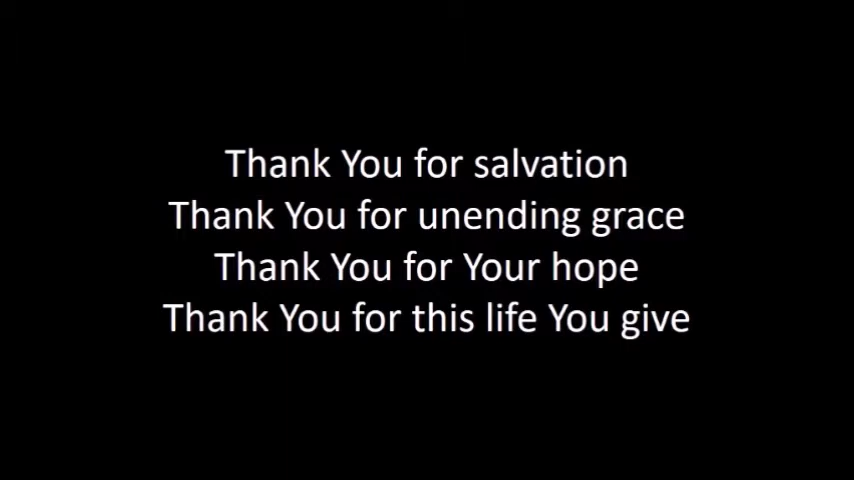 Thank You for salvation
Thank You for unending grace
Thank You for Your hope
Thank You for this life You give